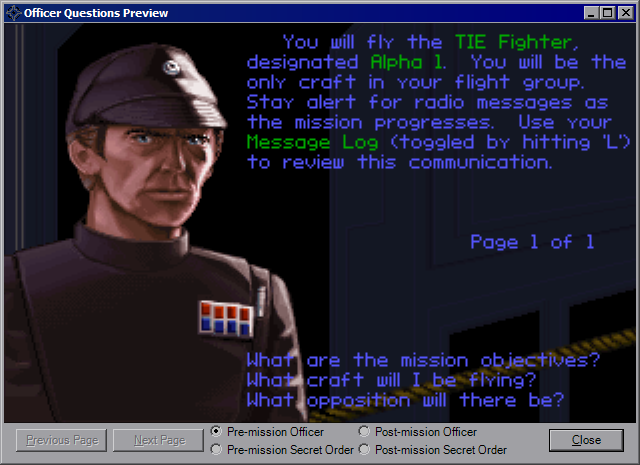 Officer Questions Preview
You will fly the TIE Fighter,
designated Alpha 1. You will be the
only craft in your flight group.
Stay alert for radio messages as
the mission progresses. Use your
Message Log (toggled by hitting 'L')
to review this communication.
Page 1 of 1
What are the mission objectives?
What craft will I be flying?
What opposition will there be?
Previous Page
Next Page
Pre-mission Officer
Post-mission Officer
Pre-mission Secret Order
Post-mission Secret Order
Close